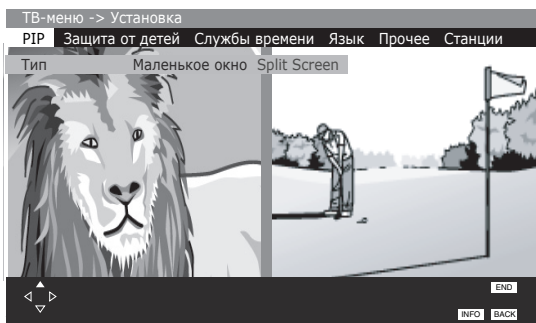 ТВ-меню -> Установка
PIP Защита от детей Службы времени Язык Прочее Станции
Тип Маленькое окно Split Screen
END
INFO BACK